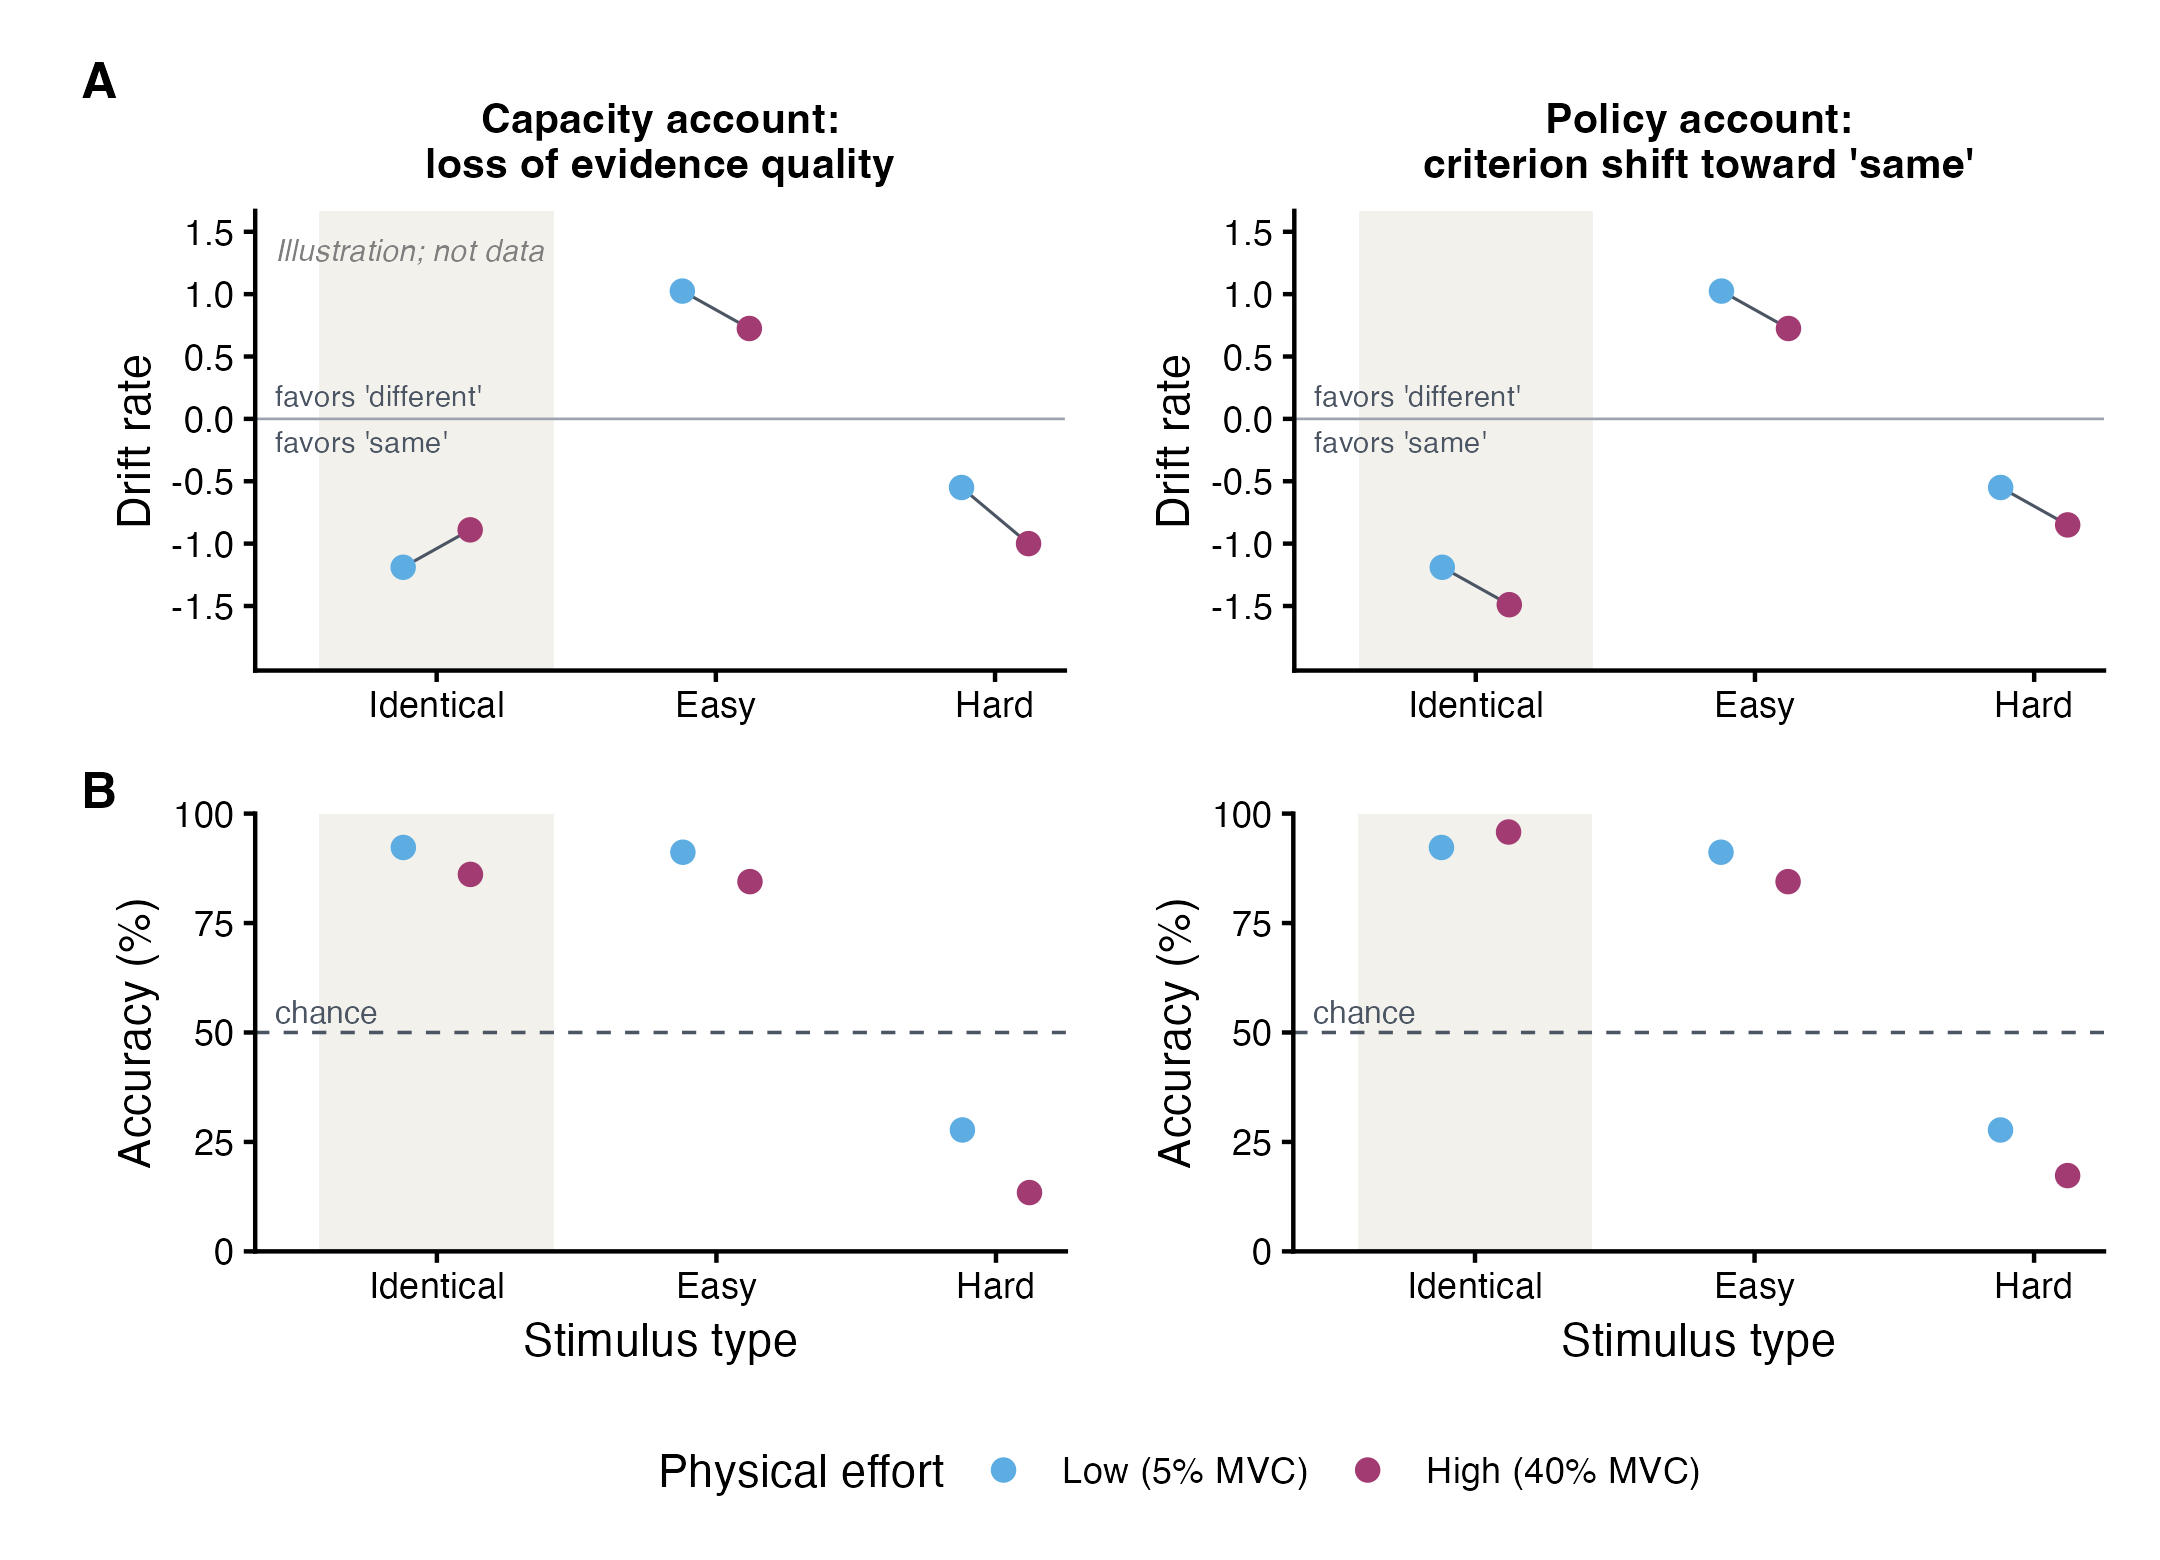 A
Capacity account:
loss of evidence quality
Drift rate
1.5
1.0
0.5
0.0
-0.5
-1.0
-1.5
Illustration; not data
favors 'different'
favors 'same'
Identical
Easy
Hard
Policy account:
criterion shift toward 'same'
Drift rate
1.5
1.0
0.5
0.0
-0.5
-1.0
-1.5
favors 'different'
favors 'same'
Identical
Easy
Hard
B
Accuracy (%)
100
75
50
25
0
chance
Identical
Easy
Hard
Stimulus type
Accuracy (%)
100
75
50
25
0
chance
Identical
Easy
Hard
Stimulus type
Physical effort
Low (5% MVC)
High (40% MVC)